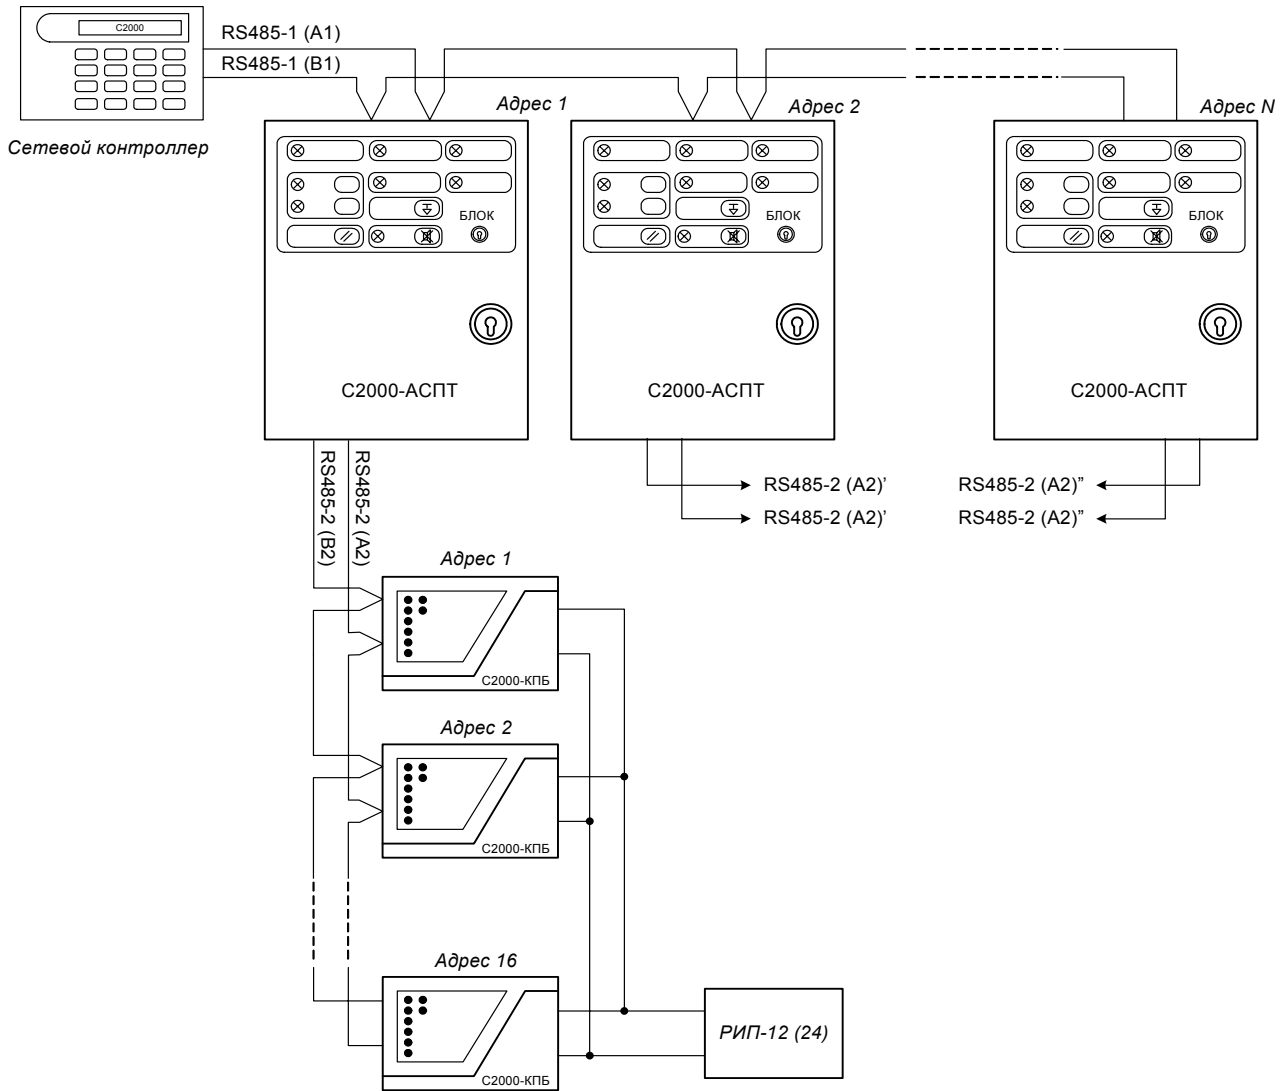 С2000
RS485-1 (A1)
RS485-1 (B1)
Адрес 1
Адрес 2
Адрес N
Сетевой контроллер
БЛОК
БЛОК
БЛОК
С2000-АСПТ
С2000-АСПТ
С2000-АСПТ
RS485-2 (B2)
RS485-2 (A2)
RS485-2 (A2)’
RS485-2 (A2)”
RS485-2 (A2)’
RS485-2 (A2)”
Адрес 1
С2000-КПБ
Адрес 2
С2000-КПБ
Адрес 16
С2000-КПБ
РИП-12 (24)